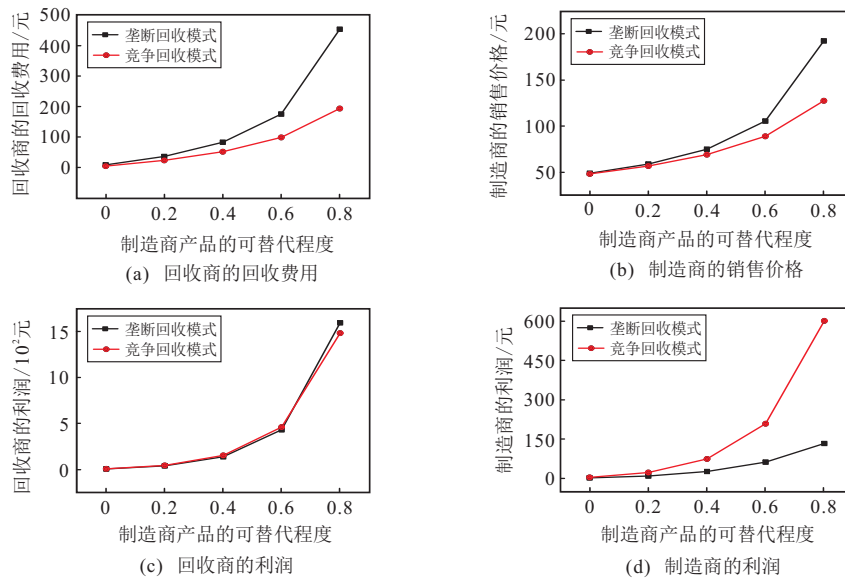 500
400
300
200
100
0
回收商的回收费用/元
垄断回收模式
竞争回收模式
0 0.2 0.4 0.6 0.8
制造商产品的可替代程度
(a) 回收商的回收费用
200
150
100
50
制造商的销售价格/元
垄断回收模式
竞争回收模式
0 0.2 0.4 0.6 0.8
制造商产品的可替代程度
(b) 制造商的销售价格
15
10
5
0
回收商的利润/10²元
垄断回收模式
竞争回收模式
0 0.2 0.4 0.6 0.8
制造商产品的可替代程度
(c) 回收商的利润
600
450
300
150
0
制造商的利润/元
垄断回收模式
竞争回收模式
0 0.2 0.4 0.6 0.8
制造商产品的可替代程度
(d) 制造商的利润